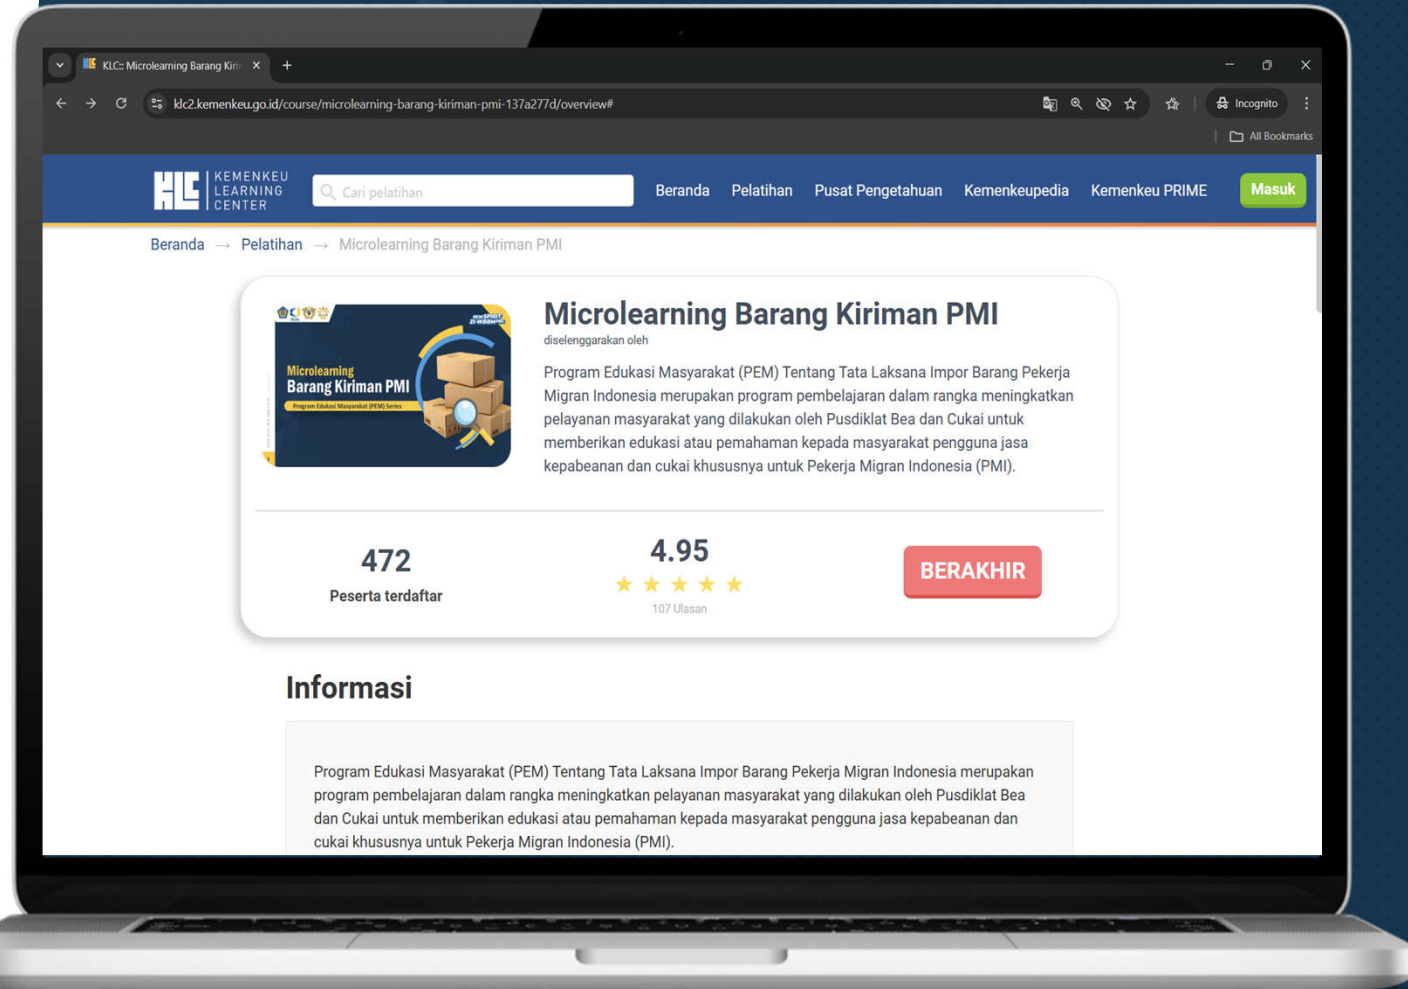 KLC:: Microlearning Barang Kirim
klc2.kemenkeu.go.id/course/microlearning-barang-kiriman-pmi-137a277d/overview#
Incognito
All Bookmarks
KLC
KEMENKEU
LEARNING
CENTER
Cari pelatihan
Beranda
Pelatihan
Pusat Pengetahuan
Kemenkeupedia
Kemenkeu PRIME
Masuk
Beranda → Pelatihan → Microlearning Barang Kiriman PMI
Microlearning
Barang Kiriman PMI
Program Edukasi Masyarakat (PEM) Series
Microlearning Barang Kiriman PMI
diselenggarakan oleh
Program Edukasi Masyarakat (PEM) Tentang Tata Laksana Impor Barang Pekerja
Migran Indonesia merupakan program pembelajaran dalam rangka meningkatkan
pelayanan masyarakat yang dilakukan oleh Pusdiklat Bea dan Cukai untuk
memberikan edukasi atau pemahaman kepada masyarakat pengguna jasa
kepabeanan dan cukai khususnya untuk Pekerja Migran Indonesia (PMI).
472
Peserta terdaftar
4.95
107 Ulasan
BERAKHIR
Informasi
Program Edukasi Masyarakat (PEM) Tentang Tata Laksana Impor Barang Pekerja Migran Indonesia merupakan
program pembelajaran dalam rangka meningkatkan pelayanan masyarakat yang dilakukan oleh Pusdiklat Bea
dan Cukai untuk memberikan edukasi atau pemahaman kepada masyarakat pengguna jasa kepabeanan dan
cukai khususnya untuk Pekerja Migran Indonesia (PMI).